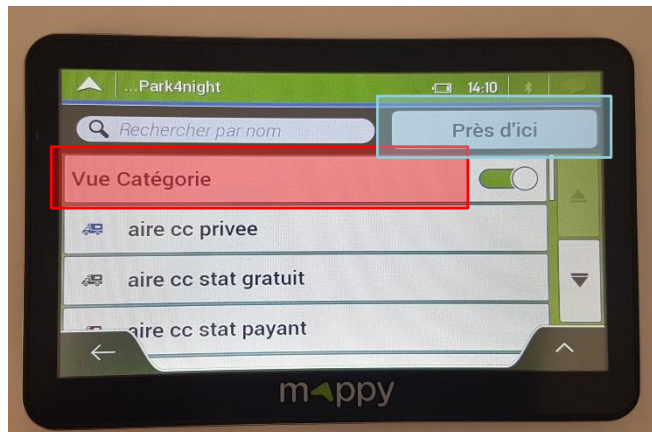 ...Park4night
14:10
Rechercher par nom
Près d'ici
Vue Catégorie
aire cc privee
aire cc stat gratuit
aire cc stat payant
mappy